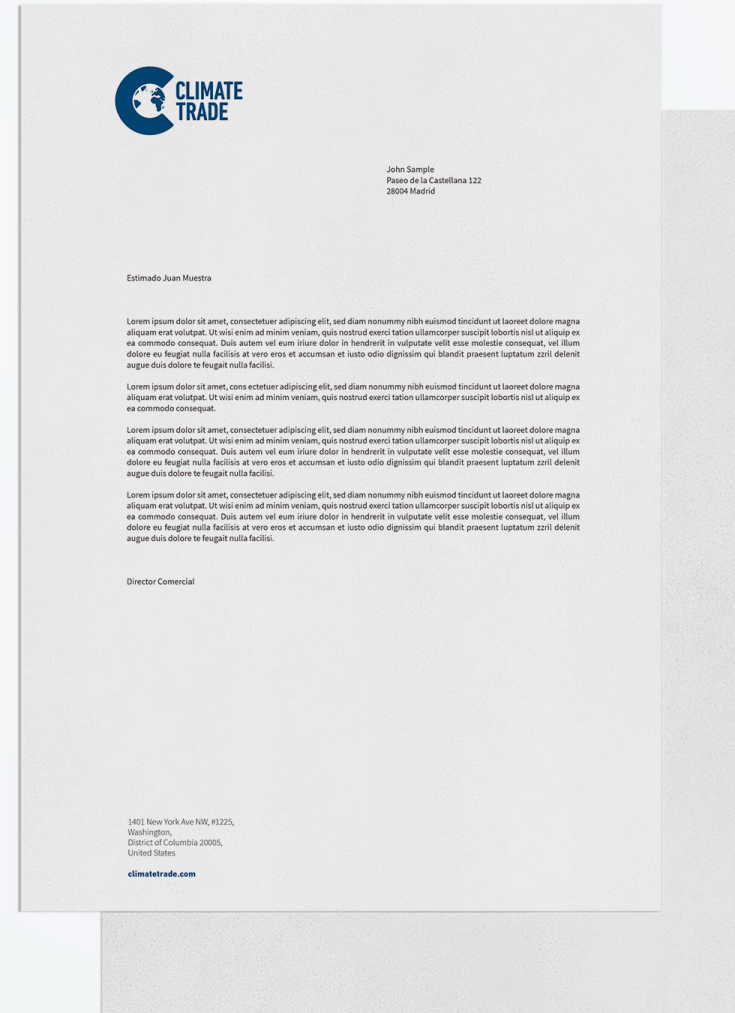 CLIMATE
TRADE
John Sample
Paseo de la Castellana 122
28004 Madrid
Estimado Juan Muestra
Lorem ipsum dolor sit amet, consectetuer adipiscing elit, sed diam nonummy nibh euismod tincidunt ut laoreet dolore magna
aliquam erat volutpat. Ut wisi enim ad minim veniam, quis nostrud exerci tation ullamcorper suscipit lobortis nisl ut aliquip ex
ea commodo consequat. Duis autem vel eum iriure dolor in hendrerit in vulputate velit esse molestie consequat, vel illum
dolore eu feugiat nulla facilisis at vero eros et accumsan et iusto odio dignissim qui blandit praesent luptatum zzril delenit
augue duis dolore te feugait nulla facilisi.
Lorem ipsum dolor sit amet, cons ectetuer adipiscing elit, sed diam nonummy nibh euismod tincidunt ut laoreet dolore magna
aliquam erat volutpat. Ut wisi enim ad minim veniam, quis nostrud exerci tation ullamcorper suscipit lobortis nisl ut aliquip ex
ea commodo consequat.
Lorem ipsum dolor sit amet, consectetuer adipiscing elit, sed diam nonummy nibh euismod tincidunt ut laoreet dolore magna
aliquam erat volutpat. Ut wisi enim ad minim veniam, quis nostrud exerci tation ullamcorper suscipit lobortis nisl ut aliquip ex
ea commodo consequat. Duis autem vel eum iriure dolor in hendrerit in vulputate velit esse molestie consequat, vel illum
dolore eu feugiat nulla facilisis at vero eros et accumsan et iusto odio dignissim qui blandit praesent luptatum zzril delenit
augue duis dolore te feugait nulla facilisi.
Lorem ipsum dolor sit amet, consectetuer adipiscing elit, sed diam nonummy nibh euismod tincidunt ut laoreet dolore magna
aliquam erat volutpat. Ut wisi enim ad minim veniam, quis nostrud exerci tation ullamcorper suscipit lobortis nisl ut aliquip ex
ea commodo consequat. Duis autem vel eum iriure dolor in hendrerit in vulputate velit esse molestie consequat, vel illum
dolore eu feugiat nulla facilisis at vero eros et accumsan et iusto odio dignissim qui blandit praesent luptatum zzril delenit
augue duis dolore te feugait nulla facilisi.
Director Comercial
1401 New York Ave NW, #1225,
Washington,
District of Columbia 20005,
United States
climatetrade.com